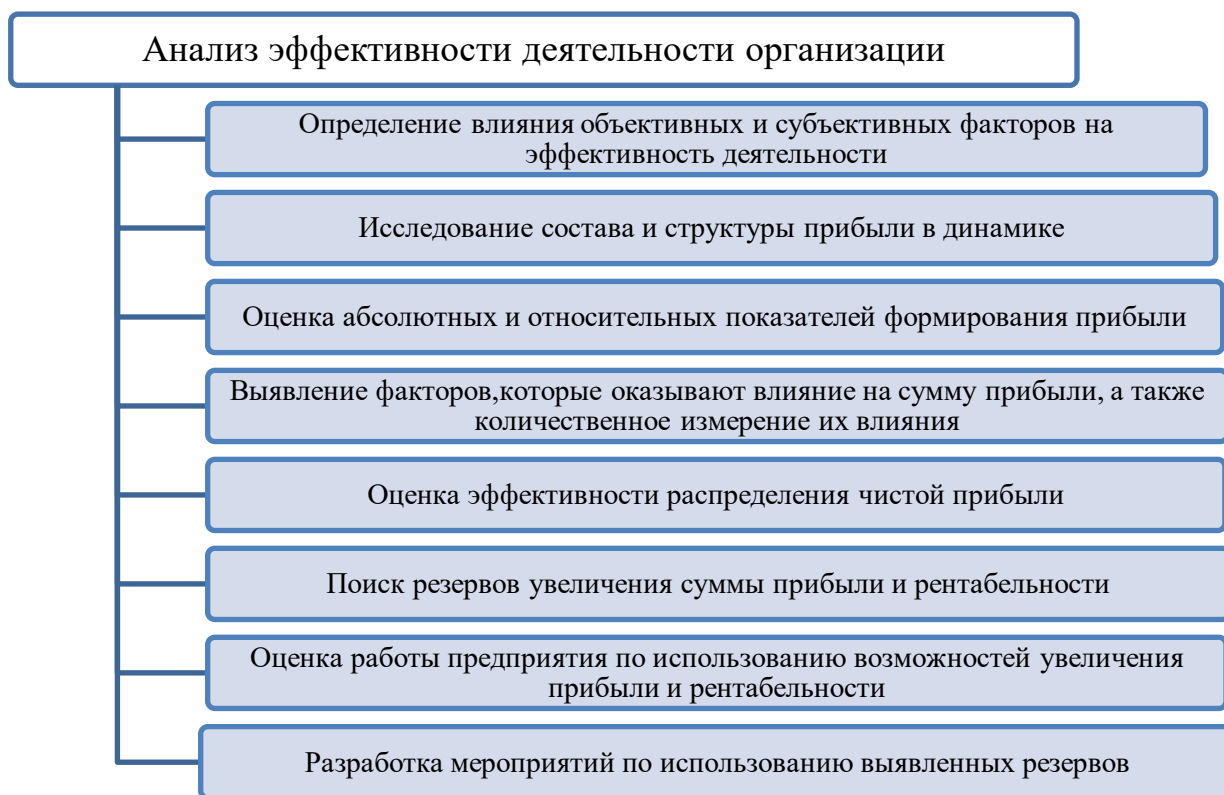 Анализ эффективности деятельности организации
Определение влияния объективных и субъективных факторов на
эффективность деятельности
Исследование состава и структуры прибыли в динамике
Оценка абсолютных и относительных показателей формирования прибыли
Выявление факторов,которые оказывают влияние на сумму прибыли, а также
количественное измерение их влияния
Оценка эффективности распределения чистой прибыли
Поиск резервов увеличения суммы прибыли и рентабельности
Оценка работы предприятия по использованию возможностей увеличения
прибыли и рентабельности
Разработка мероприятий по использованию выявленных резервов